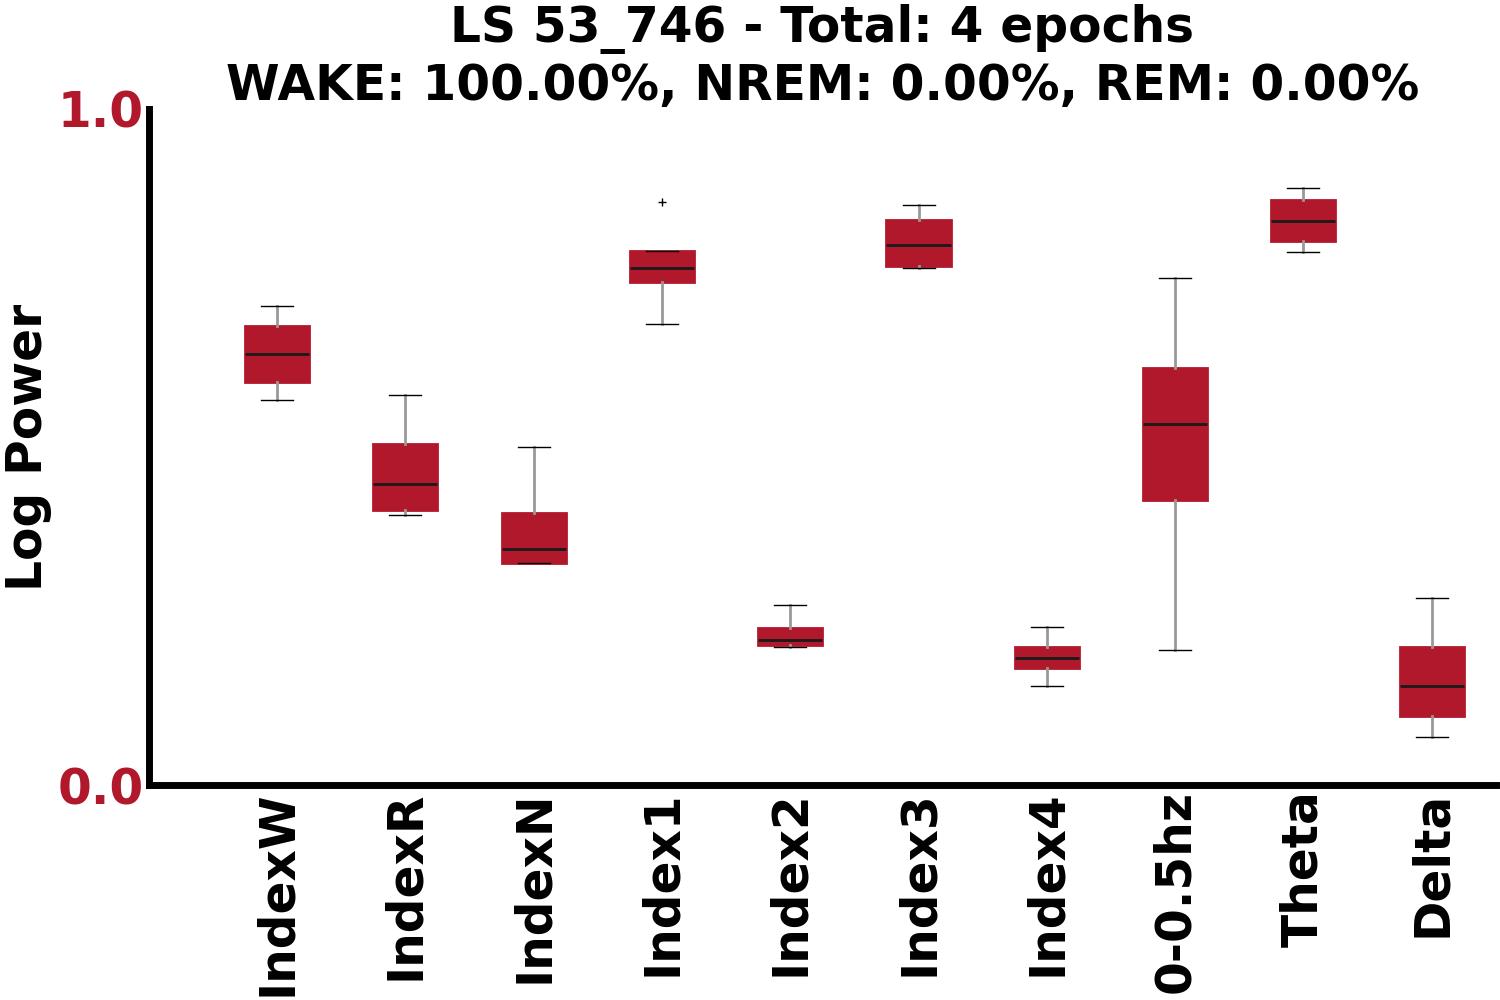 LS 53_746 - Total: 4 epochs
WAKE: 100.00%, NREM: 0.00%, REM: 0.00%
1.0
Log Power
0.0
IndexW
IndexR
IndexN
Index1
Index2
Index3
Index4
0-0.5hz
Theta
Delta